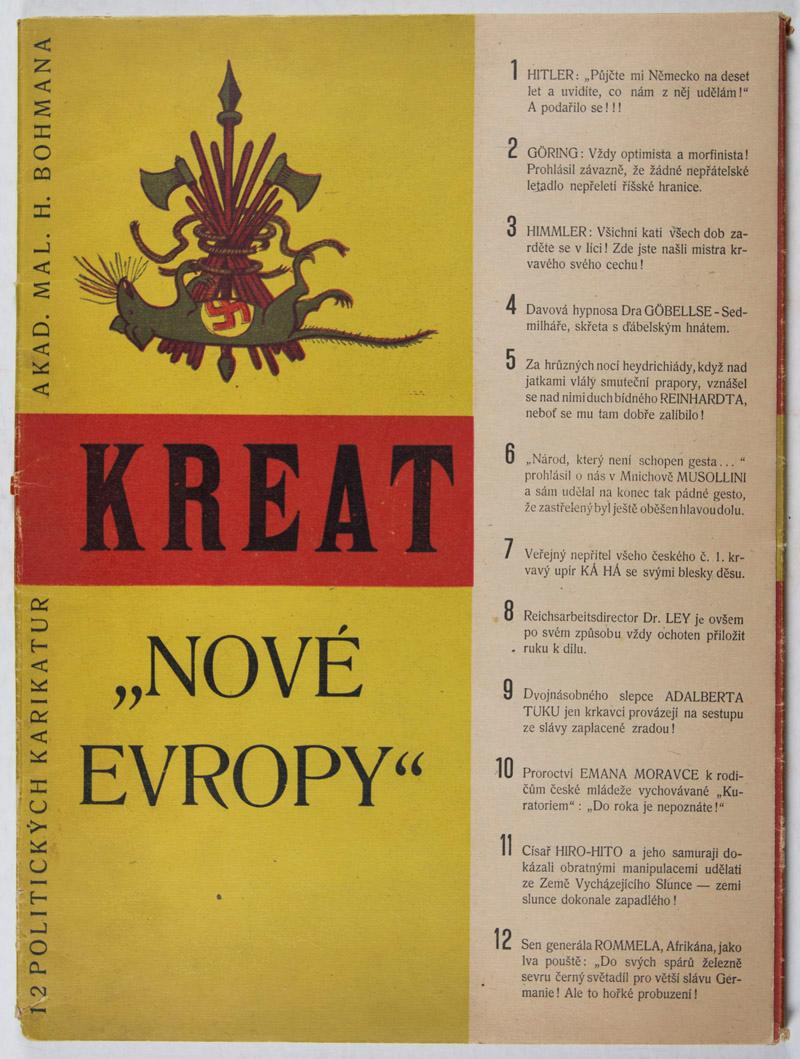 AKAD. MAL. H. BOHMANA
KREAT
„NOVÉ
EVROPY“
12 POLITICKÝCH KARIKATUR
1 HITLER: „Půjčte mi Německo na deset
let a uvidíte, co nám z něj udělám!“
A podařilo se!!!
2 GÖRING: Vždy optimista a morfinista!
Prohlásil závazně, že žádné nepřátelské
letadlo nepřeletí říšské hranice.
3 HIMMLER: Všichni kati všech dob za-
rděte se v líci! Zde jste našli mistra kr-
vavého svého cechu!
4 Davová hypnosa Dra GÖBELLSE - Sed-
milháře, skřeta s ďábelským hnátem.
5 Za hrůzných nocí heydrichiády, když nad
jatkami vlály smuteční prapory, vznášel
se nad nimi duch bídného REINHARDTA,
neboť se mu tam dobře zalíbilo!
6 „Národ, který není schopen gesta... “
prohlásil o nás v Mnichově MUSOLLINI
a sám udělal na konec tak pádné gesto,
že zastřelený byl ještě oběšen hlavou dolu.
7 Veřejný nepřítel všeho českého č. 1. kr-
vavý upír KÁ HÁ se svými blesky děsu.
8 Reichsarbeitsdirector Dr. LEY je ovšem
po svém způsobu vždy ochoten přiložit
ruku k dílu.
9 Dvojnásobného slepce ADALBERTA
TUKU jen krkavci provázejí na sestupu
ze slávy zaplacené zradou!
10 Proroctví EMANA MORAVCE k rodi-
čům české mládeže vychovávané „Ku-
ratoriem“: „Do roka je nepoznáte!“
11 Císař HIRO-HITO a jeho samuraji do-
kázali obratnými manipulacemi udělati
ze Země Vycházejícího Slunce — zemi
slunce dokonale zapadlého!
12 Sen generála ROMMELA, Afrikána, jako
lva pouště: „Do svých spárů železně
sevru černý světadíl pro větší slávu Ger-
manie! Ale to hořké probuzení!